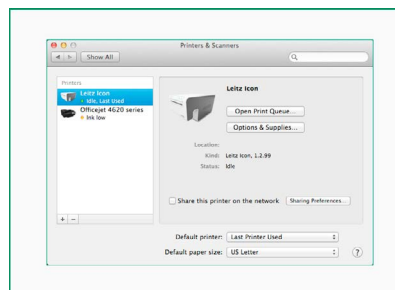 Printers & Scanners
Show All
Printers
Leitz Icon
Idle, Last Used
Officejet 4620 series
Ink low
Leitz Icon
Open Print Queue...
Options & Supplies...
Location:
Kind: Leitz Icon, 1.2.99
Status: Idle
Share this printer on the network
Sharing Preferences...
+ −
Default printer: Last Printer Used
Default paper size: US Letter
?